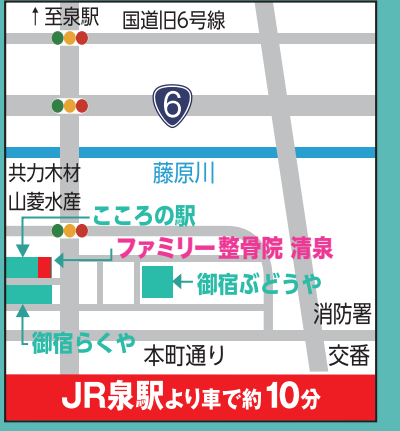 ↑至泉駅
国道旧6号線
6
藤原川
共力木材
山菱水産
こころの駅
ファミリー整骨院 清泉
御宿ぶどうや
消防署
御宿らくや
本町通り
交番
JR泉駅より車で約10分